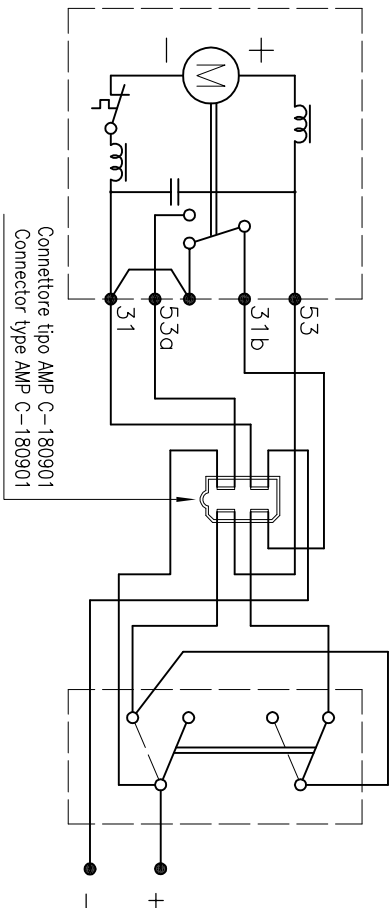 − +
M
53
31b
53a
31
Connettore tipo AMP C-180901
Connector type AMP C-180901
+
−